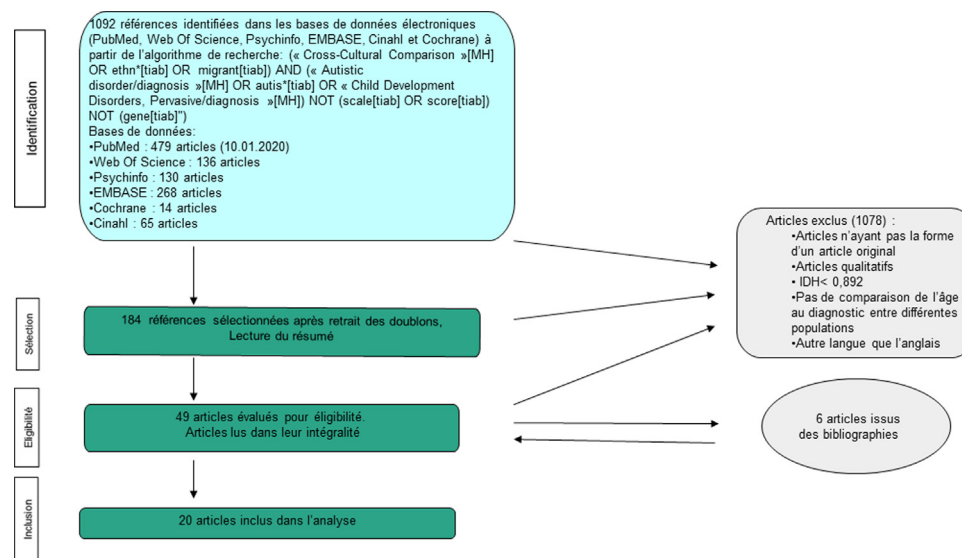 Identification
1092 références identifiées dans les bases de données électroniques
(PubMed, Web Of Science, Psychinfo, EMBASE, Cinahl et Cochrane) à
partir de l'algorithme de recherche: (« Cross-Cultural Comparison »[MH]
OR ethn*[tiab] OR migrant[tiab]) AND (« Autistic
disorder/diagnosis »[MH] OR autis*[tiab] OR « Child Development
Disorders, Pervasive/diagnosis »[MH]) NOT (scale[tiab] OR score[tiab])
NOT (gene[tiab]")
Bases de données:
•PubMed : 479 articles (10.01.2020)
•Web Of Science : 136 articles
•Psychinfo : 130 articles
•EMBASE : 268 articles
•Cochrane : 14 articles
•Cinahl : 65 articles
Articles exclus (1078) :
•Articles n'ayant pas la forme
d'un article original
•Articles qualitatifs
• IDH< 0,892
•Pas de comparaison de l'âge
au diagnostic entre différentes
populations
•Autre langue que l'anglais
Sélection
184 références sélectionnées après retrait des doublons,
Lecture du résumé
Eligibilité
49 articles évalués pour éligibilité.
Articles lus dans leur intégralité
6 articles issus
des bibliographies
Inclusion
20 articles inclus dans l'analyse